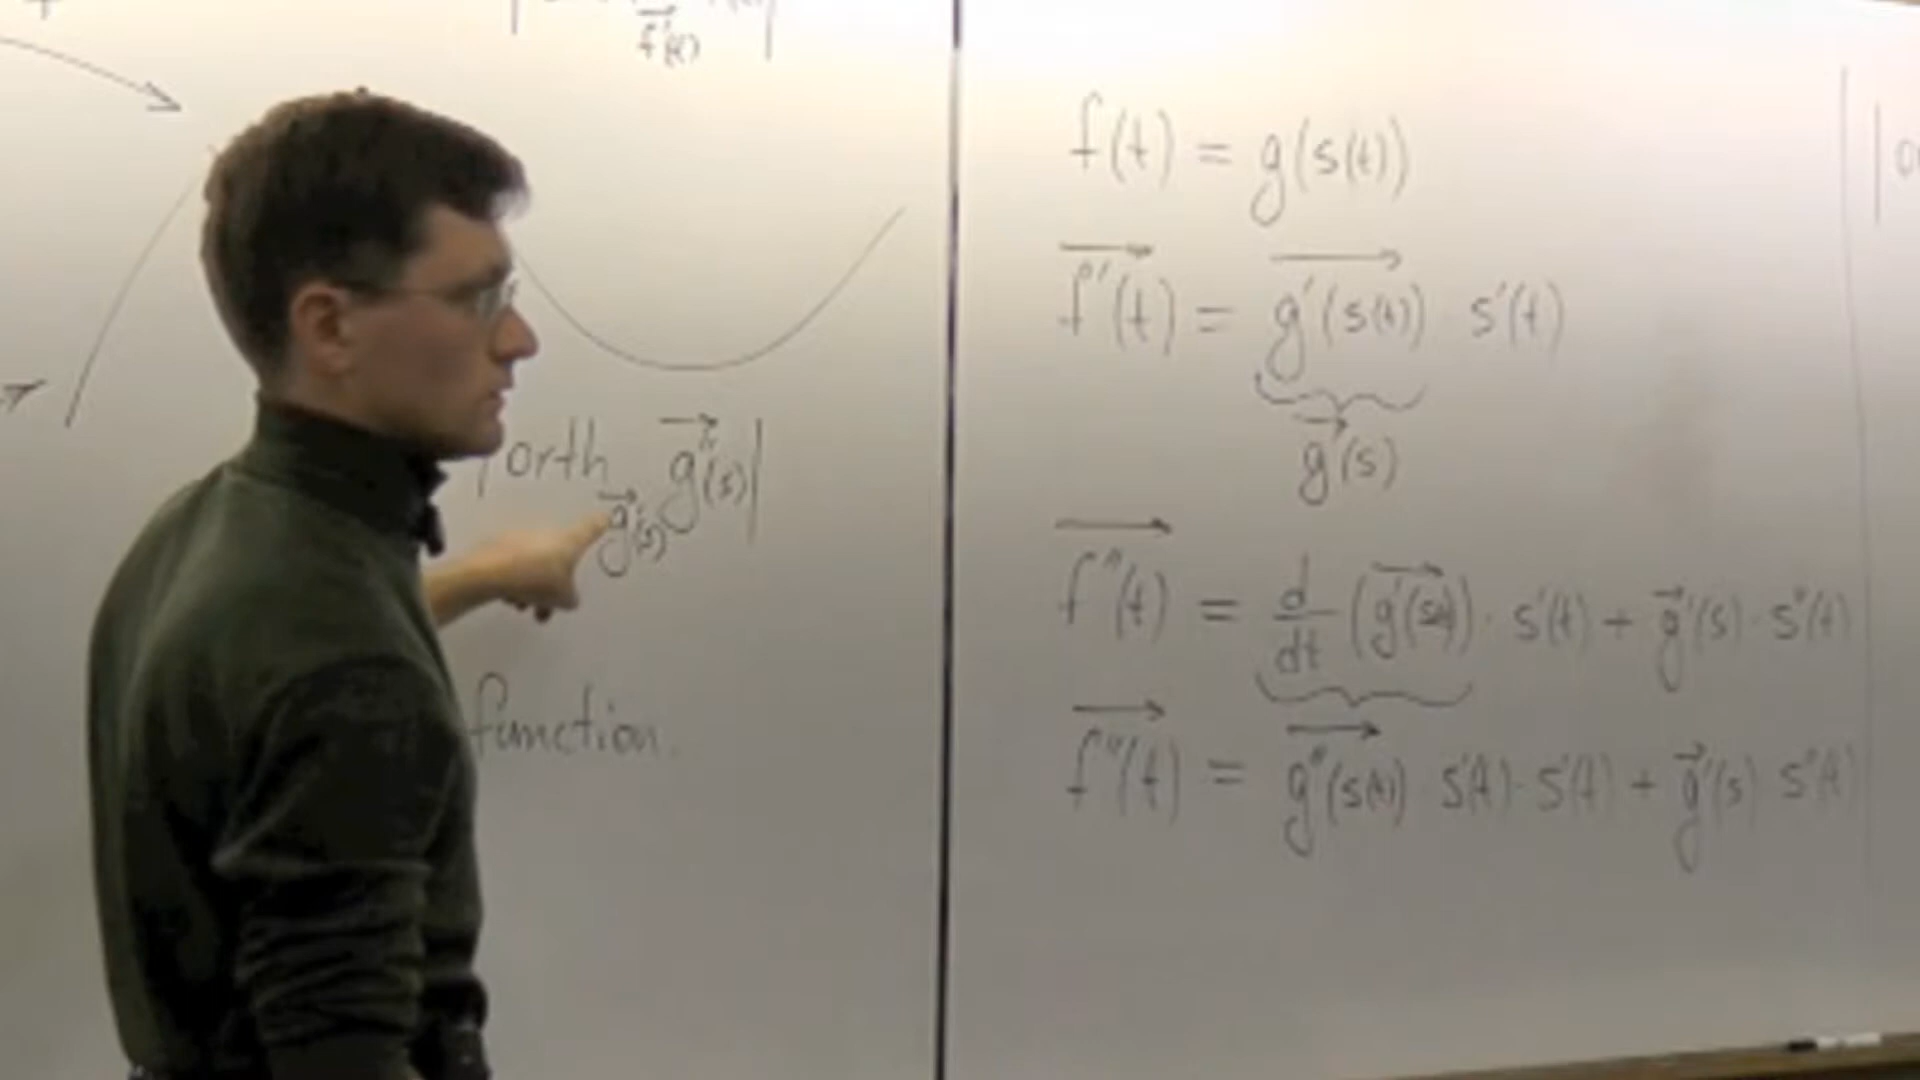 f'(t)
|orth g'(s) g''(s)|
function.
f(t) = g(s(t))
f'(t) = g'(s(t)) · s'(t)
g'(s)
f''(t) = d/dt (g'(s(t))) · s'(t) + g'(s) · s''(t)
f''(t) = g''(s(t)) s'(t) · s'(t) + g'(s) s''(t)